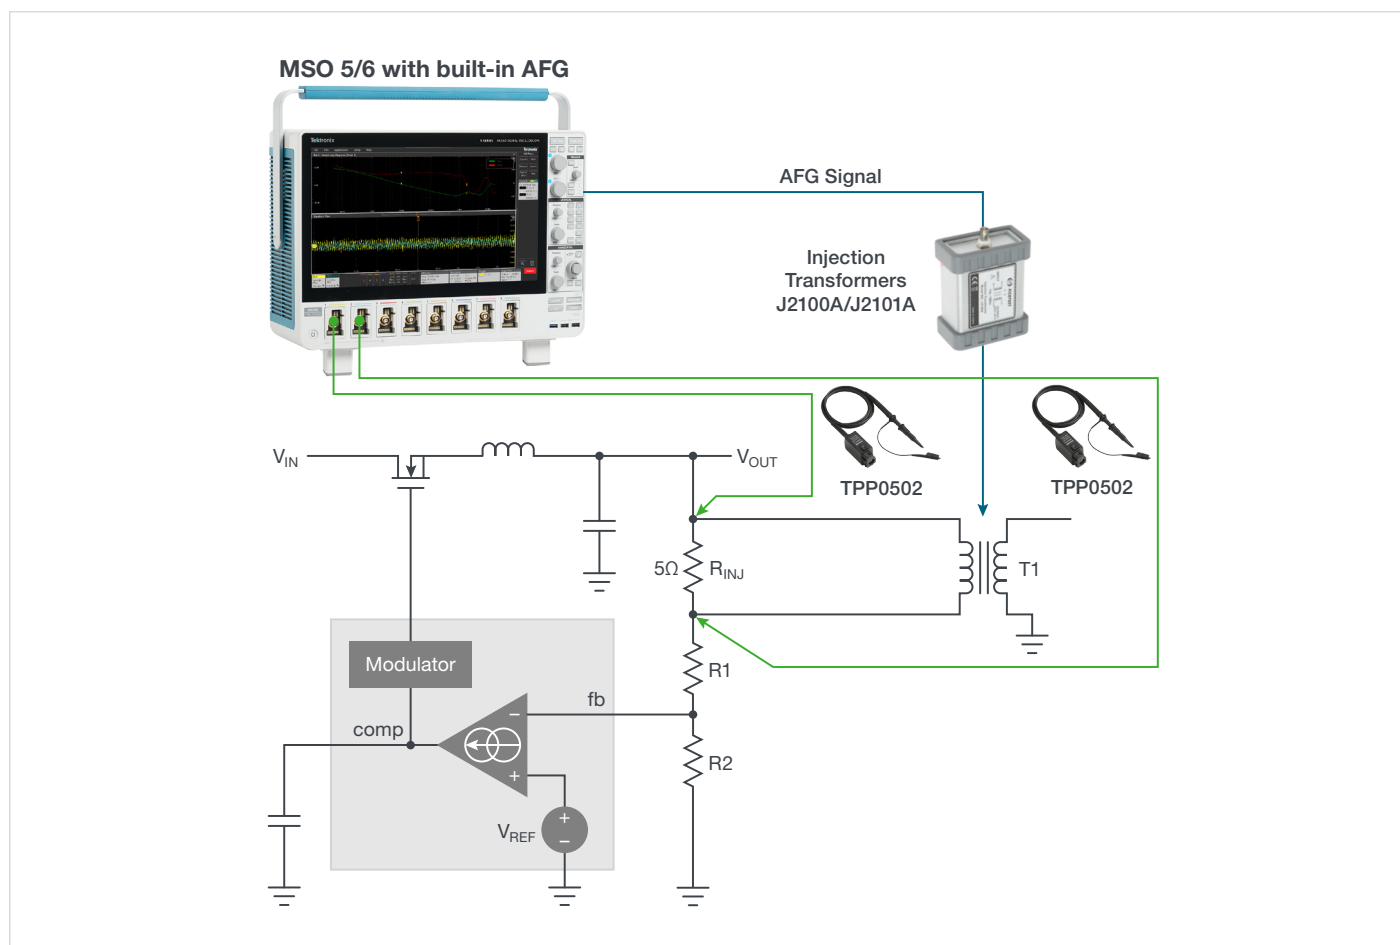 MSO 5/6 with built-in AFG
Tektronix
AFG Signal
Injection
Transformers
J2100A/J2101A
TPP0502
TPP0502
VIN
VOUT
5Ω
RINJ
T1
Modulator
R1
fb
comp
−
+
R2
VREF
+
−